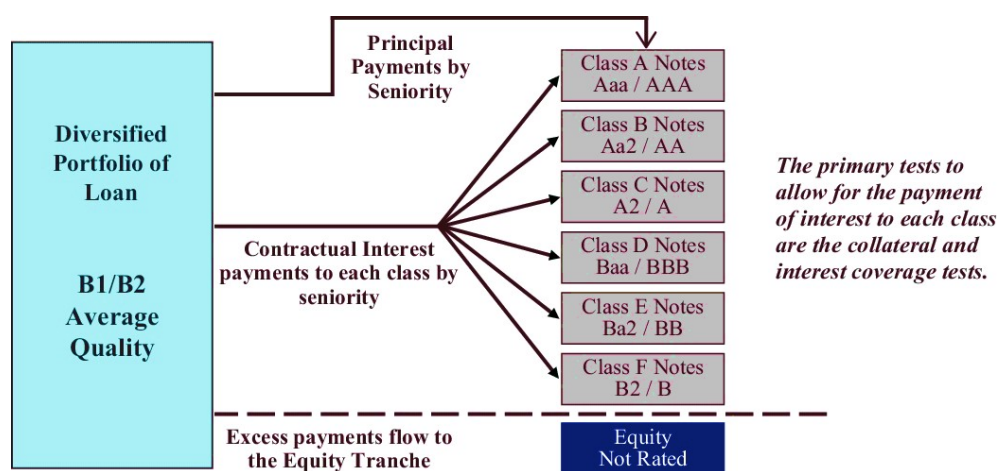 Diversified
Portfolio of
Loan
B1/B2
Average
Quality
Principal
Payments by
Seniority
Contractual Interest
payments to each class by
seniority
Class A Notes
Aaa / AAA
Class B Notes
Aa2 / AA
Class C Notes
A2 / A
Class D Notes
Baa / BBB
Class E Notes
Ba2 / BB
Class F Notes
B2 / B
The primary tests to
allow for the payment
of interest to each class
are the collateral and
interest coverage tests.
Excess payments flow to
the Equity Tranche
Equity
Not Rated